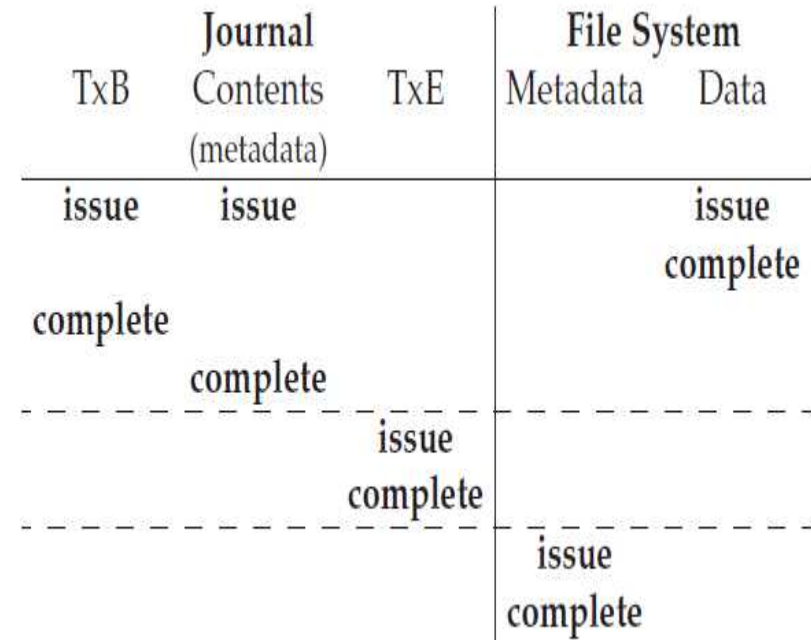 Journal File System
TxB Contents TxE Metadata Data
(metadata)
issue issue issue
complete
complete
complete
issue
complete
issue
complete